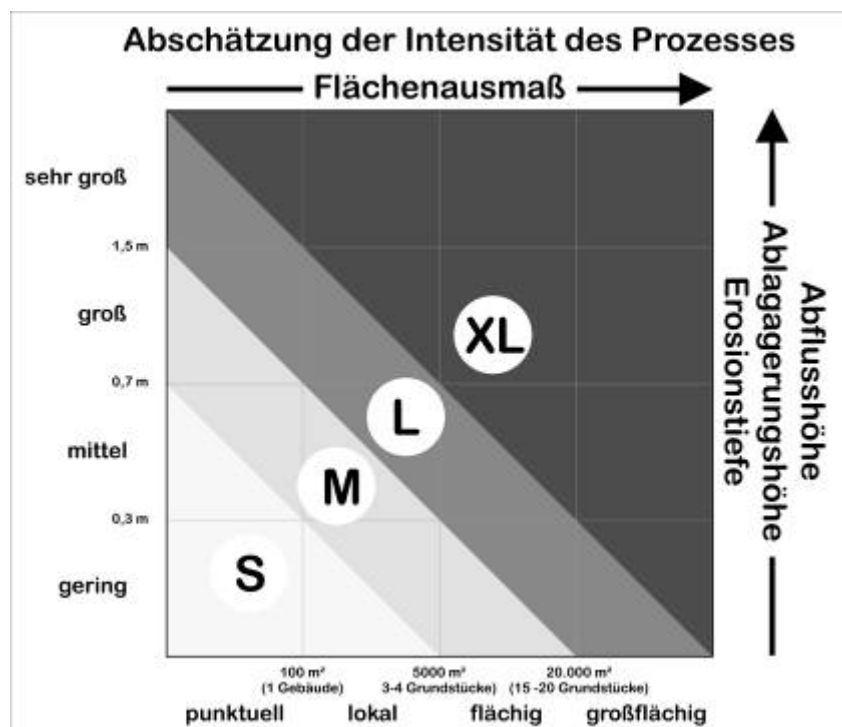 Abschätzung der Intensität des Prozesses
Flächenausmaß
sehr groß
1,5 m
groß
0,7 m
mittel
0,3 m
gering
XL
L
M
S
Erosionstiefe
Ablagagerungshöhe
Abflusshöhe
100 m² 5000 m² 20.000 m²
(1 Gebäude) 3-4 Grundstücke) (15 -20 Grundstücke)
punktuell lokal flächig großflächig